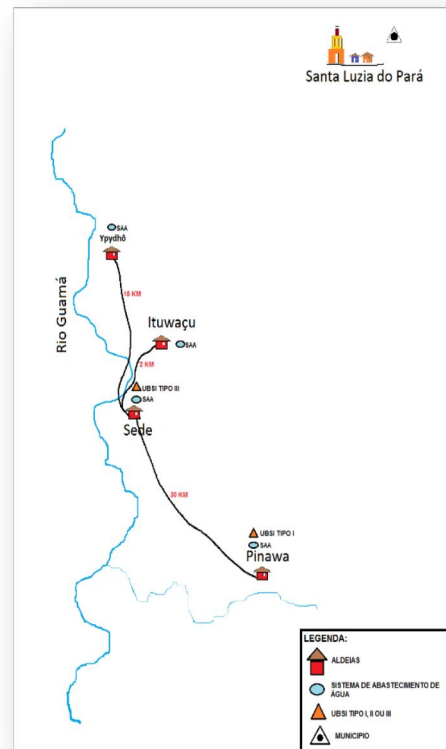 Santa Luzia do Pará
SAA
Ypydhô
Rio Guamá
15 KM
Ituwaçu
SAA
2 KM
UBSI TIPO III
SAA
Sede
30 KM
UBSI TIPO I
SAA
Pinawa
LEGENDA:
ALDEIAS
SISTEMA DE ABASTECIMENTO DE
ÁGUA
UBSI TIPO I, II OU III
MUNICIPIO